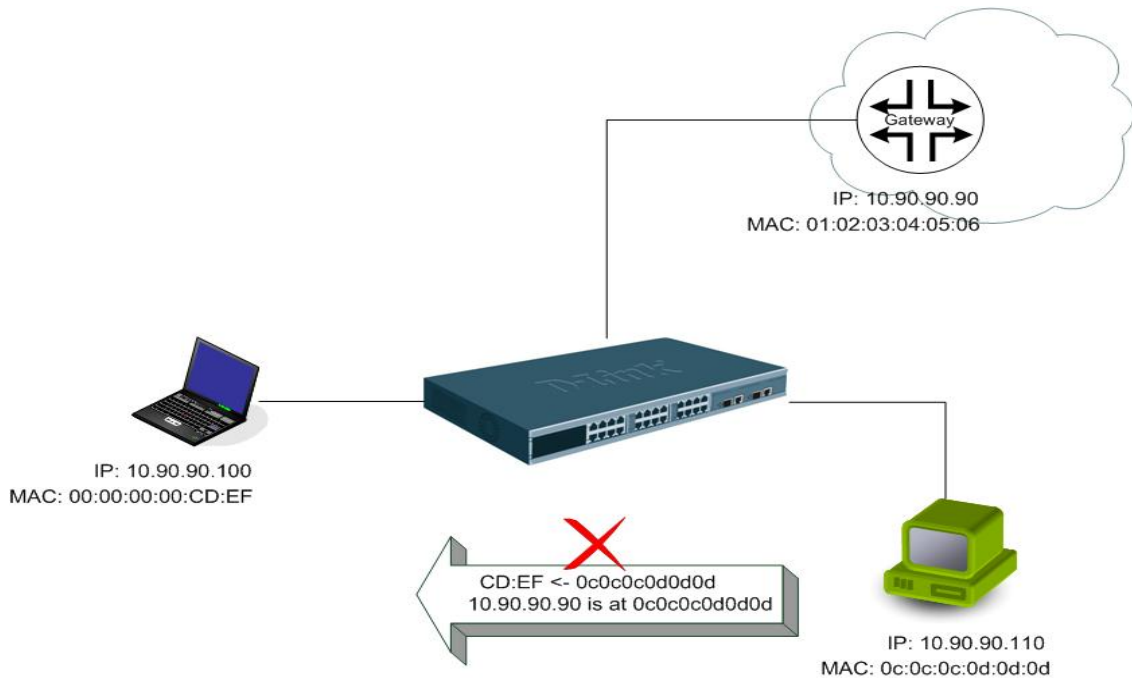 Gateway
IP: 10.90.90.90
MAC: 01:02:03:04:05:06
D-Link
IP: 10.90.90.100
MAC: 00:00:00:00:CD:EF
CD:EF <- 0c0c0c0d0d0d
10.90.90.90 is at 0c0c0c0d0d0d
IP: 10.90.90.110
MAC: 0c:0c:0c:0d:0d:0d